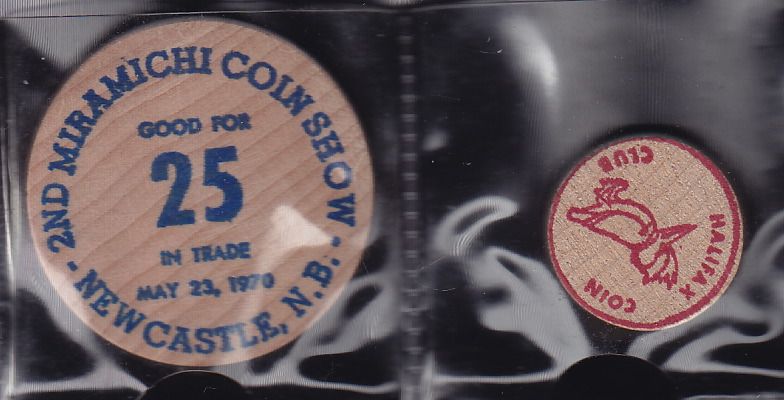 - 2ND MIRAMICHI COIN SHOW -
GOOD FOR
25
IN TRADE
MAY 23, 1970
NEWCASTLE, N.B.
HALIFAX
COIN
CLUB